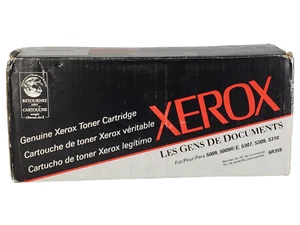 RETOURNEZ
CARTOUCHE
Genuine Xerox Toner Cartridge
Cartouche de toner Xerox véritable
Cartucho de toner Xerox legítimo
XEROX
LES GENS DE DOCUMENTS
For/Pour/Para 5009, 5009R/E, 5307, 5309, 5310
6R359